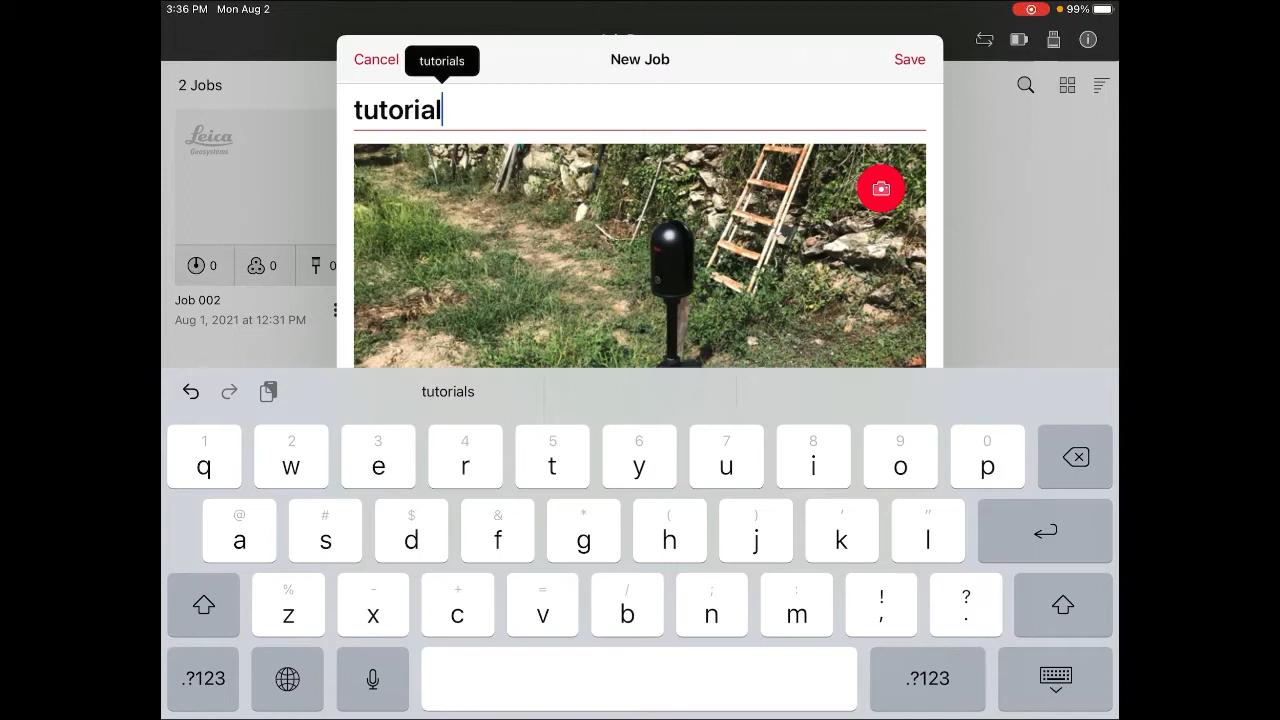 3:36 PM Mon Aug 2
99%
Cancel
tutorials
New Job
Save
2 Jobs
tutorial
Leica
Geosystems
0
0
0
Job 002
Aug 1, 2021 at 12:31 PM
tutorials
1 2 3 4 5 6 7 8 9 0
q w e r t y u i o p
@ # $ & * ( ) ' "
a s d f g h j k l
% - + = / ; : ! ?
z x c v b n m , .
.?123
.?123